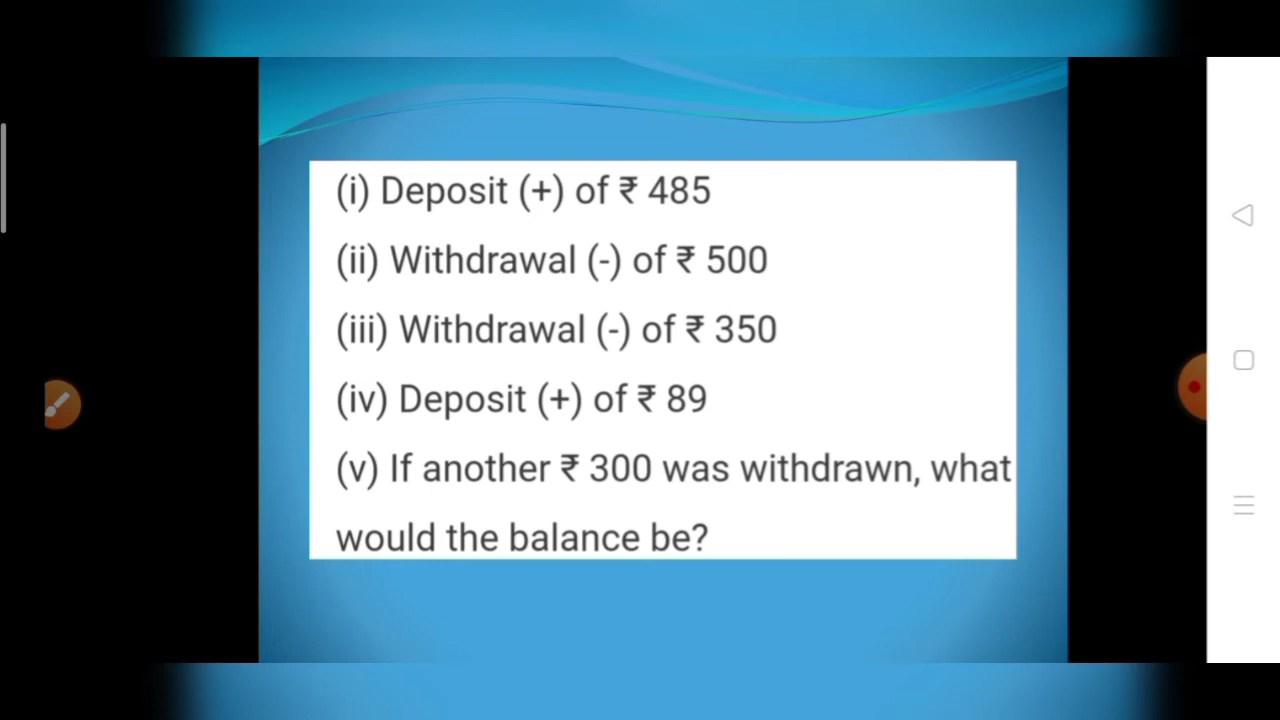 (i) Deposit (+) of ₹ 485
(ii) Withdrawal (-) of ₹ 500
(iii) Withdrawal (-) of ₹ 350
(iv) Deposit (+) of ₹ 89
(v) If another ₹ 300 was withdrawn, what
would the balance be?